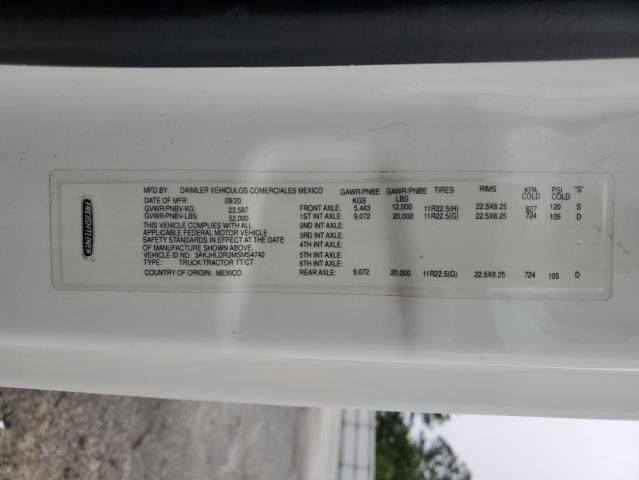 FREIGHTLINER
MFD BY: DAIMLER VEHICULOS COMERCIALES MEXICO
DATE OF MFR: 09/20
GVWR/PNBV-KG: 23,587
GVWR/PNBV-LBS: 52,000
THIS VEHICLE COMPLIES WITH ALL
APPLICABLE FEDERAL MOTOR VEHICLE
SAFETY STANDARDS IN EFFECT AT THE DATE
OF MANUFACTURE SHOWN ABOVE.
VEHICLE ID NO.: 3AKJHLDR2MSMS4742
TYPE: TRUCK/TRACTOR TT/CT
COUNTRY OF ORIGIN: MEXICO
GAWR/PNBE KGS GAWR/PNBE LBS TIRES RIMS KPA COLD PSI COLD "S"
FRONT AXLE: 5,443 12,000 11R22.5(H) 22.5X8.25 827 120 S
1ST INT AXLE: 9,072 20,000 11R22.5(G) 22.5X8.25 724 105 D
2ND INT AXLE:
3RD INT AXLE:
4TH INT AXLE:
5TH INT AXLE:
6TH INT AXLE:
REAR AXLE: 9,072 20,000 11R22.5(G) 22.5X8.25 724 105 D